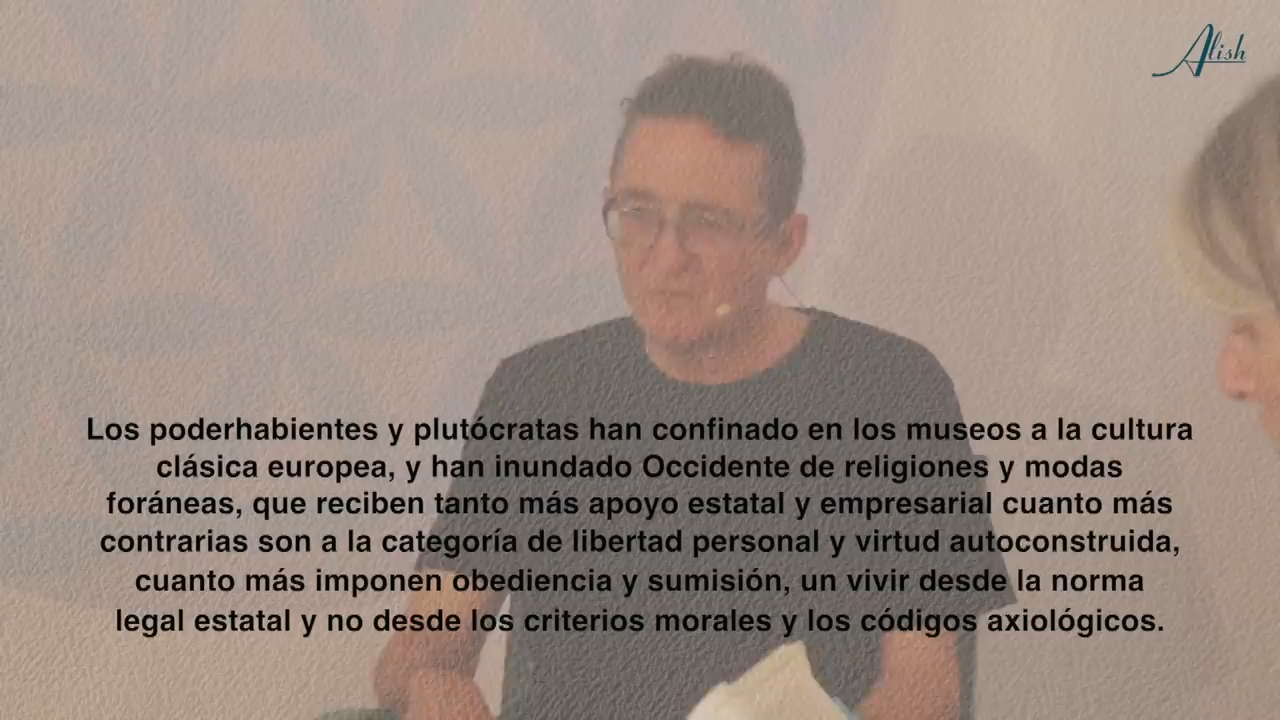 Alish
Los poderhabientes y plutócratas han confinado en los museos a la cultura
clásica europea, y han inundado Occidente de religiones y modas
foráneas, que reciben tanto más apoyo estatal y empresarial cuanto más
contrarias son a la categoría de libertad personal y virtud autoconstruida,
cuanto más imponen obediencia y sumisión, un vivir desde la norma
legal estatal y no desde los criterios morales y los códigos axiológicos.